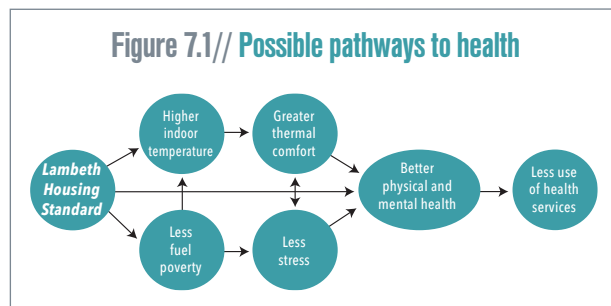 Figure 7.1// Possible pathways to health
Higher
indoor
temperature
Greater
thermal
comfort
Lambeth
Housing
Standard
Better
physical and
mental health
Less use
of health
services
Less
fuel
poverty
Less
stress